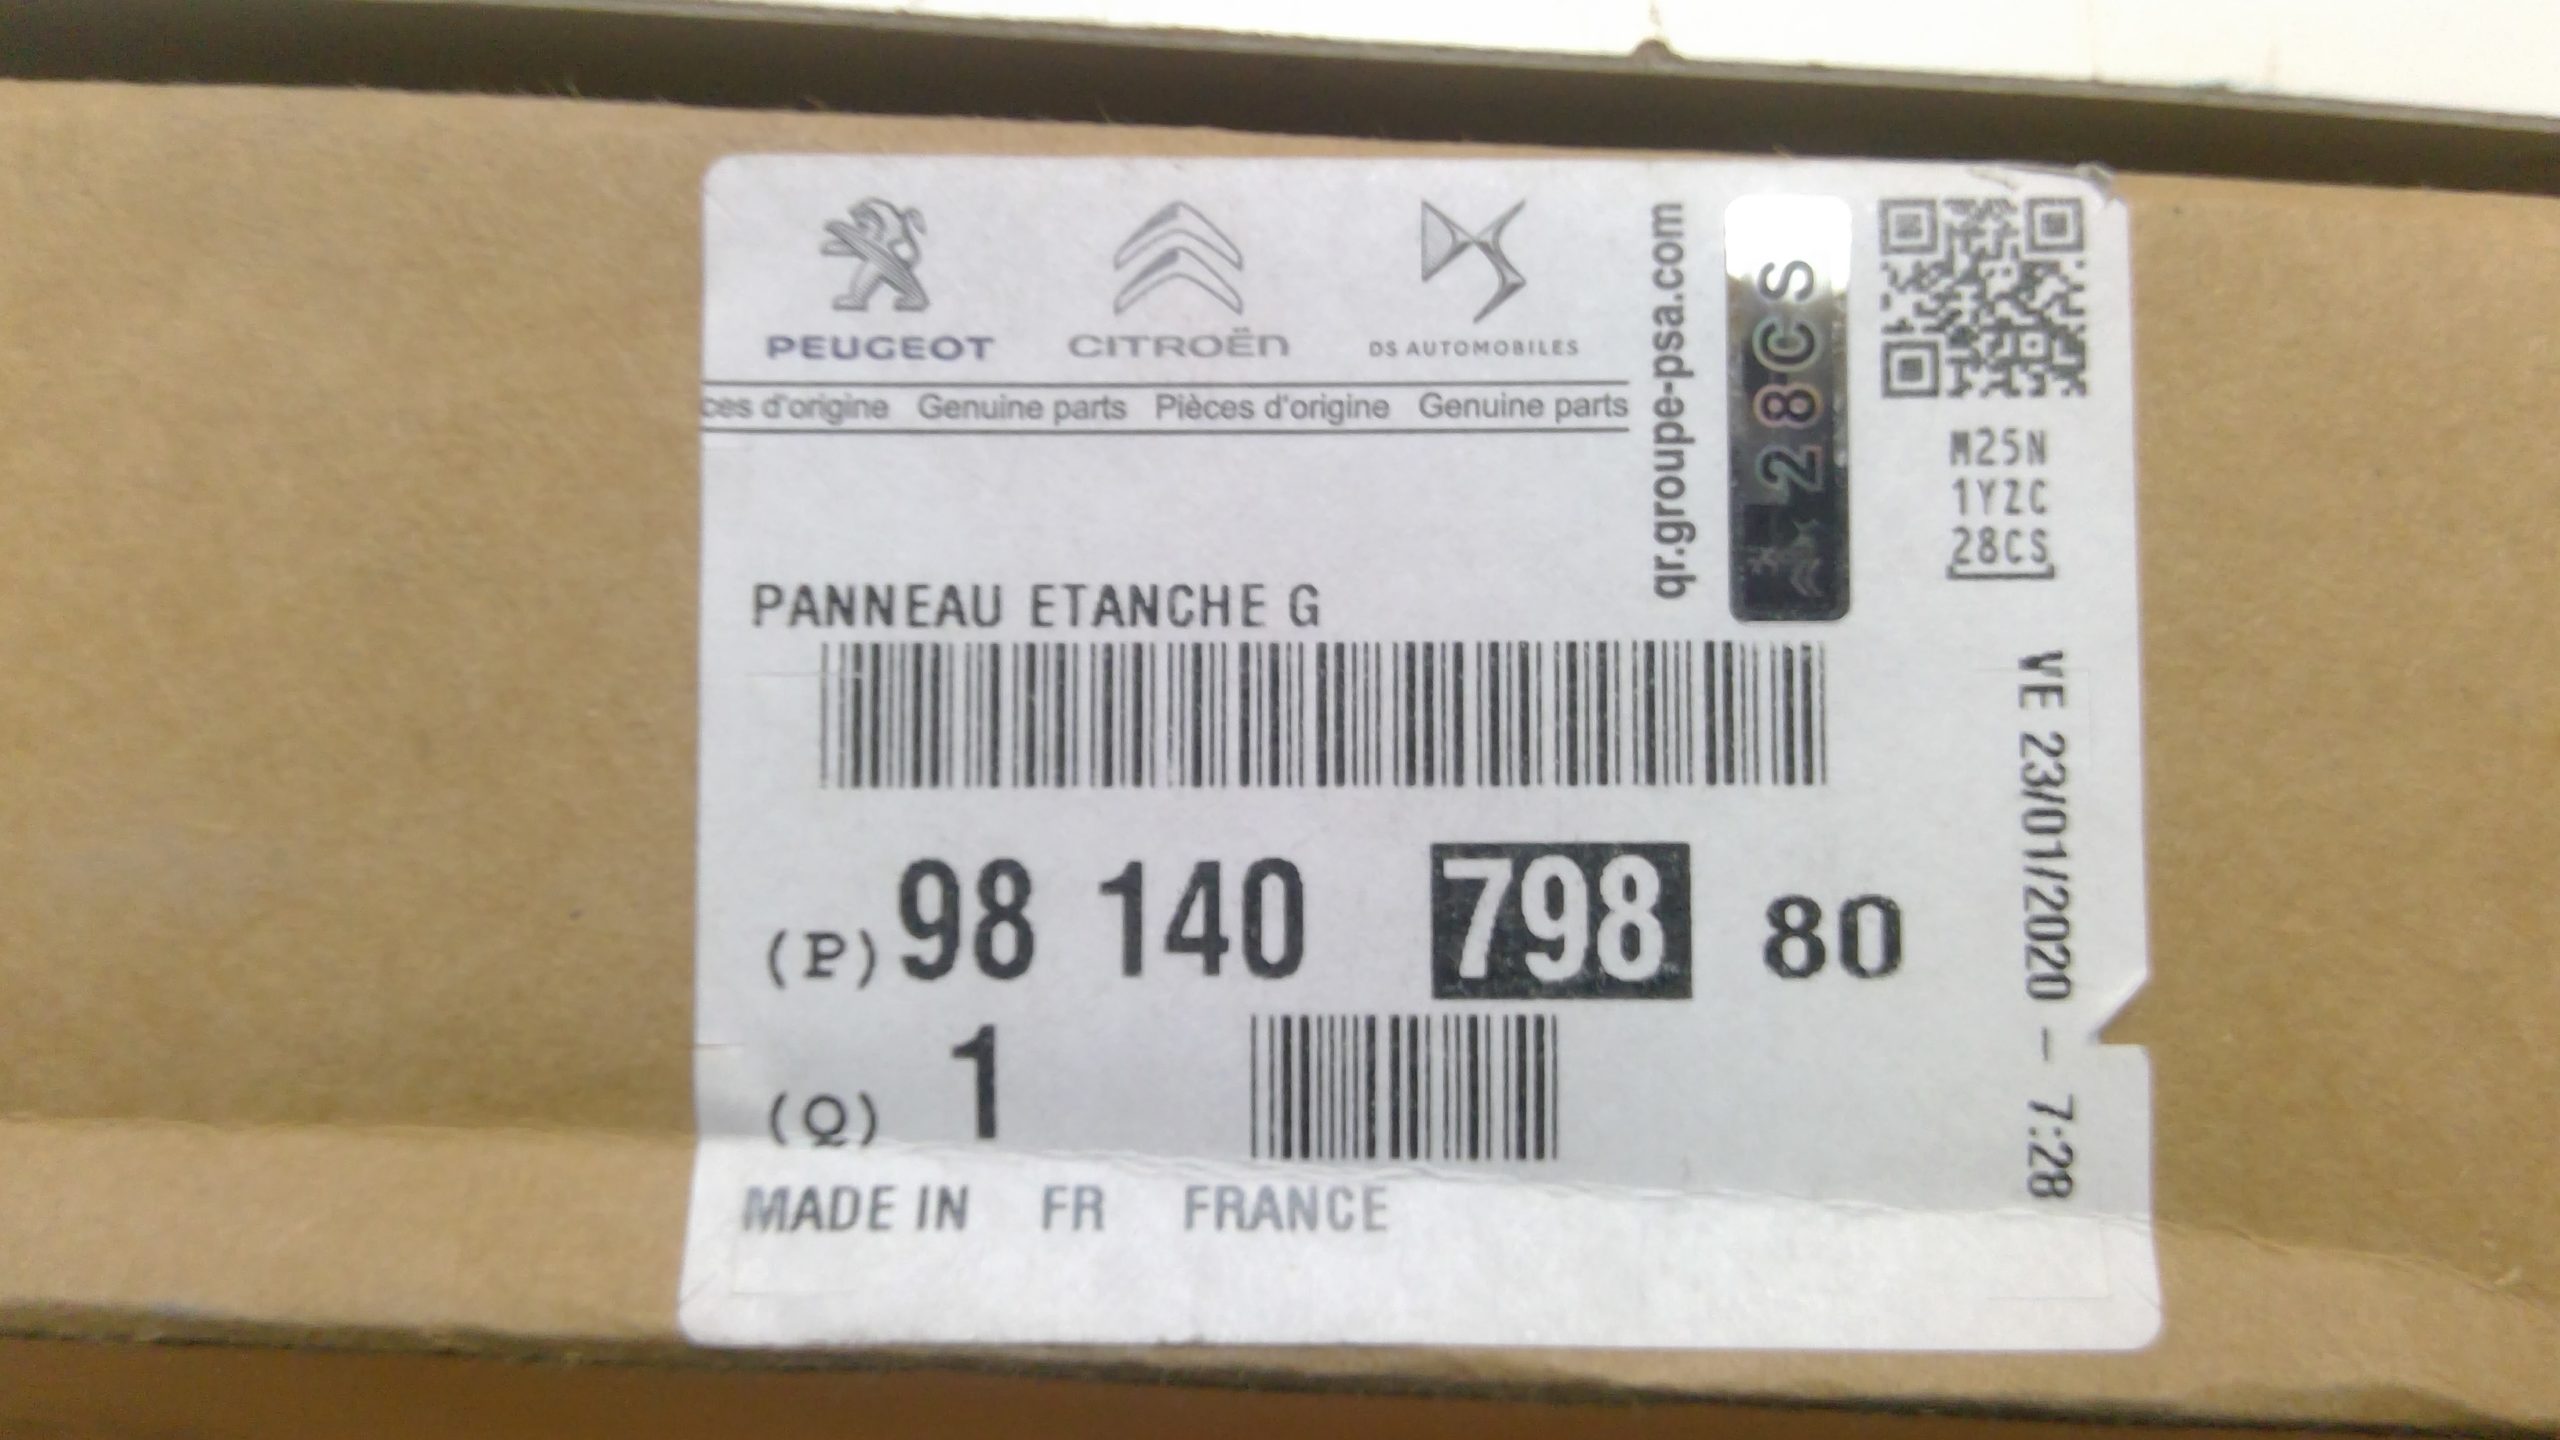 PEUGEOT CITROËN DS AUTOMOBILES
ces d'origine Genuine parts Pièces d'origine Genuine parts
qr.groupe-psa.com
28CS
M25N
1YZC
28CS
PANNEAU ETANCHE G
(P) 98 140 798 80
(Q) 1
MADE IN FR FRANCE
VE 23/01/2020 - 7:28